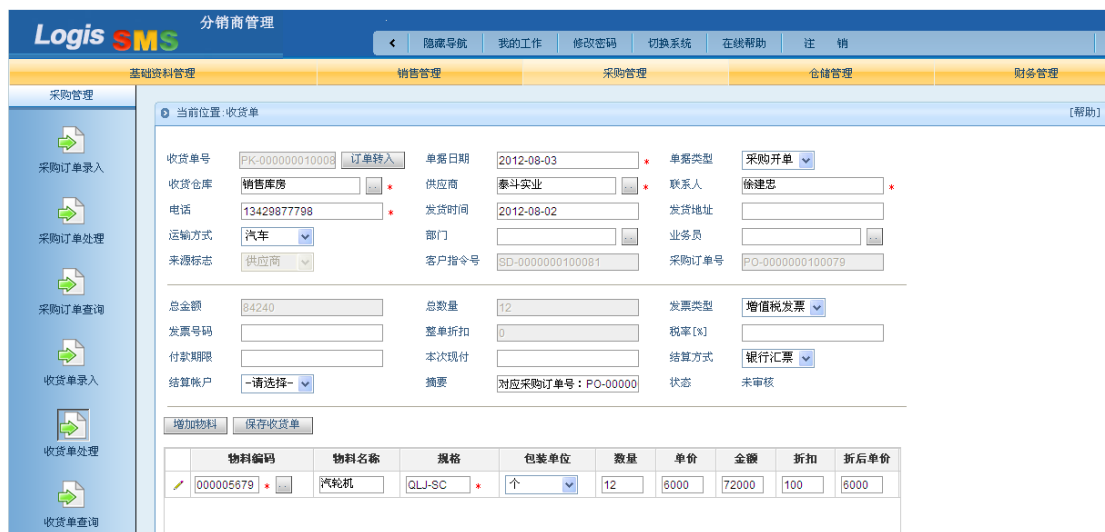 分销商管理
Logis SMS
隐藏导航 我的工作 修改密码 切换系统 在线帮助 注 销
基础资料管理 销售管理 采购管理 仓储管理 财务管理
采购管理
当前位置:收货单 [帮助]
采购订单录入
采购订单处理
采购订单查询
收货单录入
收货单处理
收货单查询
收货单号 PK-000000010008 订单转入 单据日期 2012-08-03 * 单据类型 采购开单
收货仓库 销售库房 .. * 供应商 泰斗实业 .. * 联系人 徐建忠 *
电话 13429877798 * 发货时间 2012-08-02 发货地址
运输方式 汽车 部门 .. 业务员 ..
来源标志 供应商 客户指令号 SD-0000000100081 采购订单号 PO-0000000100079
总金额 84240 总数量 12 发票类型 增值税发票
发票号码 整单折扣 0 税率[%]
付款期限 本次现付 结算方式 银行汇票
结算帐户 -请选择- 摘要 对应采购订单号：PO-00000 状态 未审核
增加物料 保存收货单
物料编码 物料名称 规格 包装单位 数量 单价 金额 折扣 折后单价
000005679 * .. 汽轮机 QLJ-SC * 个 12 6000 72000 100 6000